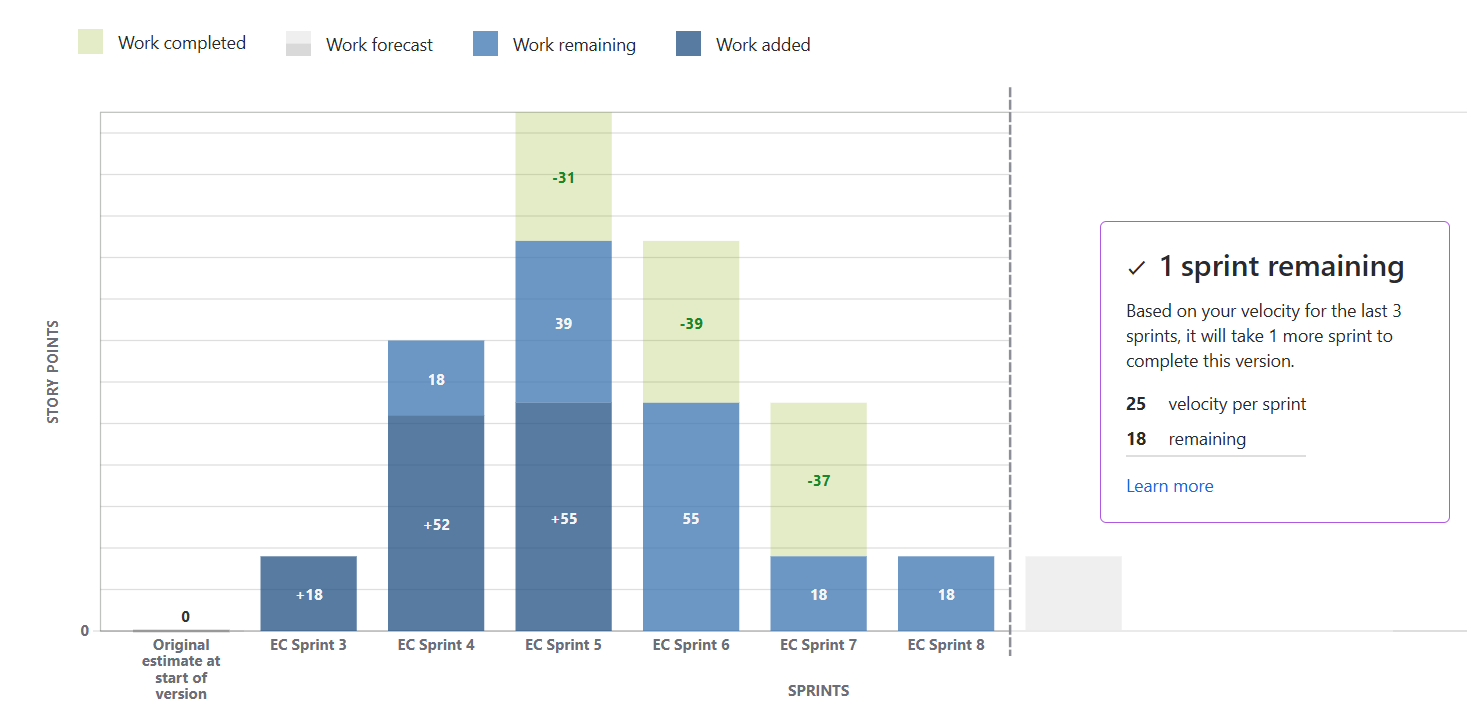 Work completed
Work forecast
Work remaining
Work added
-31
39
-39
18
-37
+52
+55
55
+18
18
18
0
0
STORY POINTS
Original
estimate at
start of
version
EC Sprint 3
EC Sprint 4
EC Sprint 5
EC Sprint 6
EC Sprint 7
EC Sprint 8
SPRINTS
1 sprint remaining
Based on your velocity for the last 3
sprints, it will take 1 more sprint to
complete this version.
25 velocity per sprint
18 remaining
Learn more